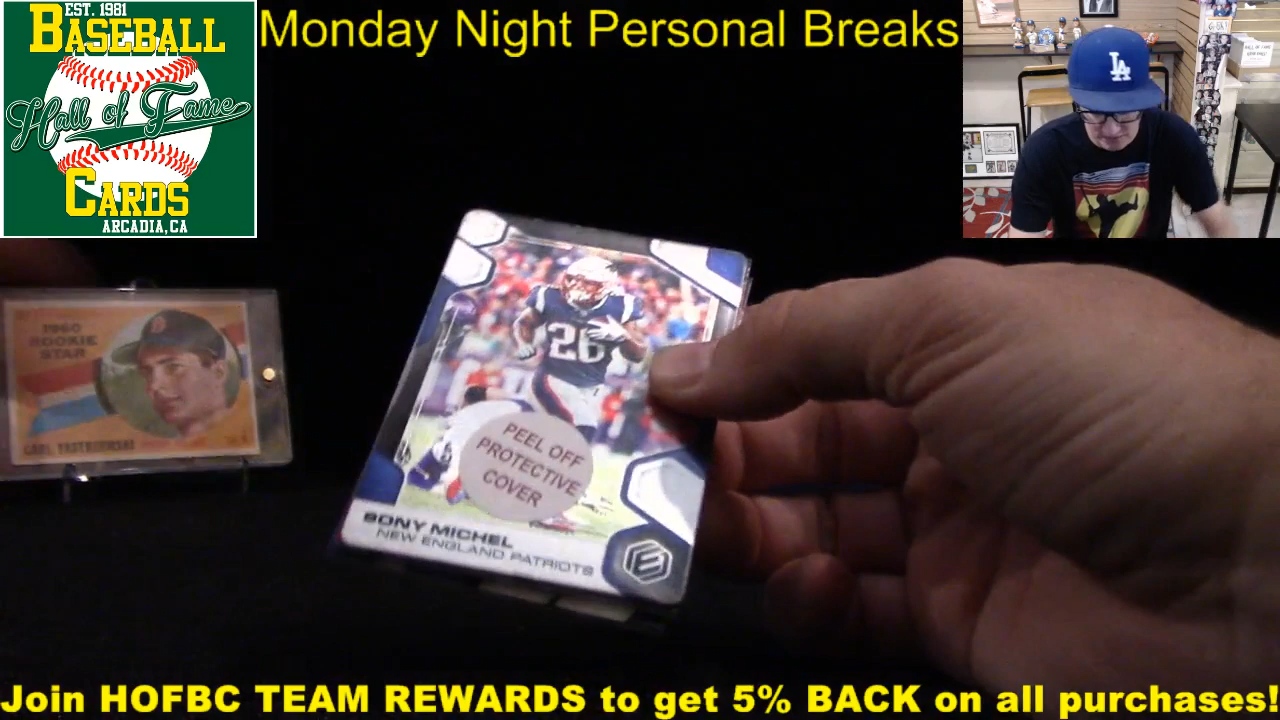 EST. 1981
BASEBALL
Hall of Fame
CARDS
ARCADIA, CA
Monday Night Personal Breaks
LA
1960
ROOKIE
STAR
CARL YASTRZEMSKI
B
26
PEEL OFF
PROTECTIVE
COVER
SONY MICHEL
NEW ENGLAND PATRIOTS
E
Join HOFBC TEAM REWARDS to get 5% BACK on all purchases!